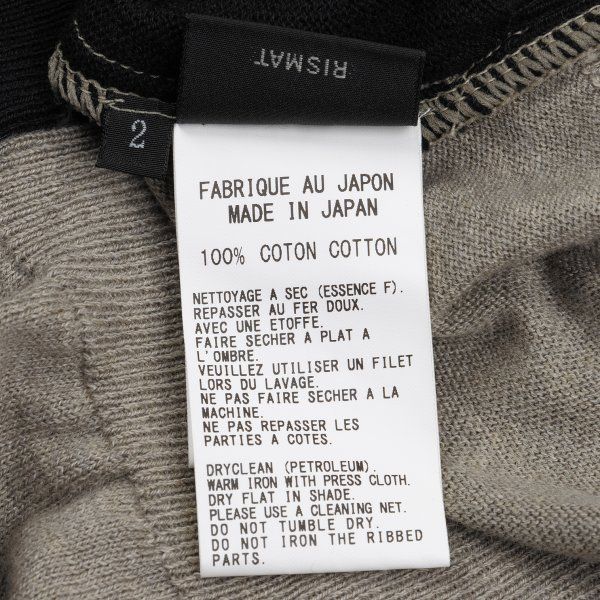 RISMAT
2
FABRIQUE AU JAPON
MADE IN JAPAN
100% COTON COTTON
NETTOYAGE A SEC (ESSENCE F).
REPASSER AU FER DOUX.
AVEC UNE ETOFFE.
FAIRE SECHER A PLAT A
L'OMBRE.
VEUILLEZ UTILISER UN FILET
LORS DU LAVAGE.
NE PAS FAIRE SECHER A LA
MACHINE.
NE PAS REPASSER LES
PARTIES A COTES.
DRYCLEAN (PETROLEUM).
WARM IRON WITH PRESS CLOTH.
DRY FLAT IN SHADE.
PLEASE USE A CLEANING NET.
DO NOT TUMBLE DRY.
DO NOT IRON THE RIBBED
PARTS.